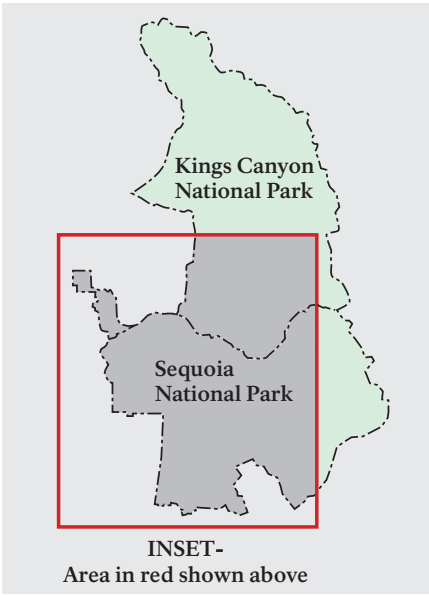 Kings Canyon
National Park
Sequoia
National Park
INSET-
Area in red shown above